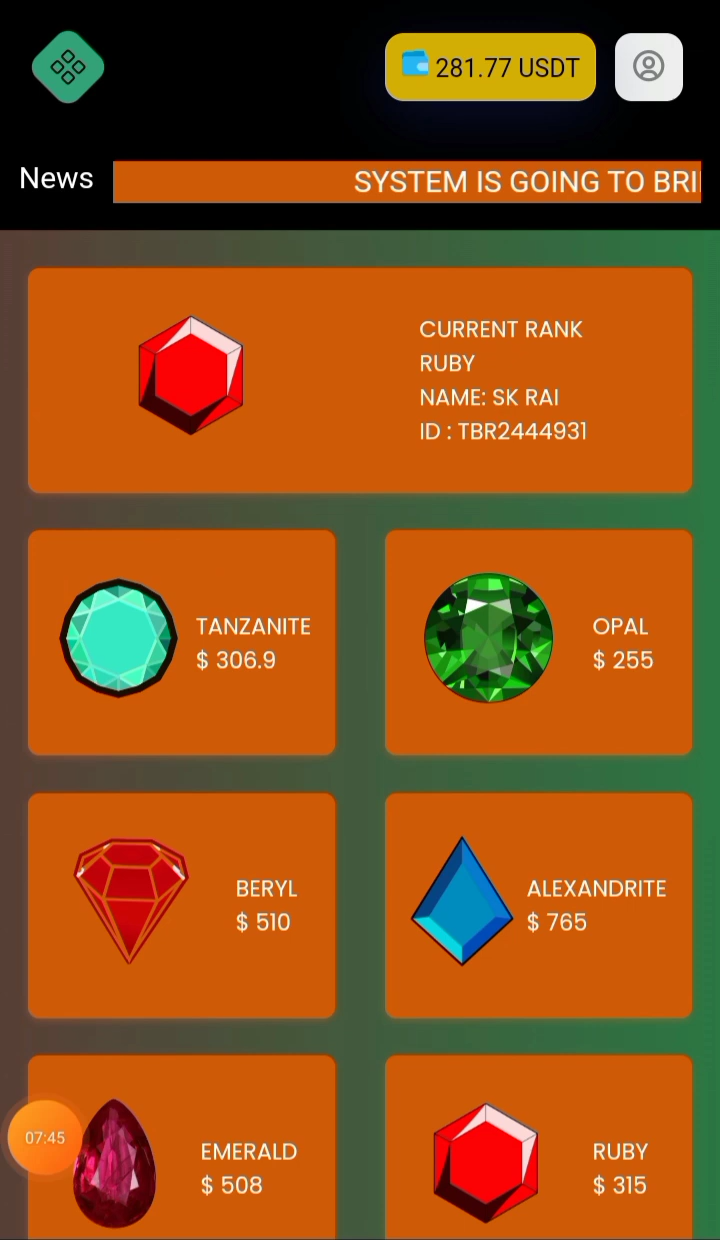 281.77 USDT
News
SYSTEM IS GOING TO BRI
CURRENT RANK
RUBY
NAME: SK RAI
ID : TBR2444931
TANZANITE
$ 306.9
OPAL
$ 255
BERYL
$ 510
ALEXANDRITE
$ 765
07:45
EMERALD
$ 508
RUBY
$ 315